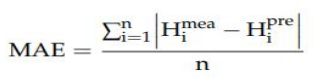 MAE = \frac{\sum_{i=1}^{n} \left| H_i^{mea} - H_i^{pre} \right|}{n}